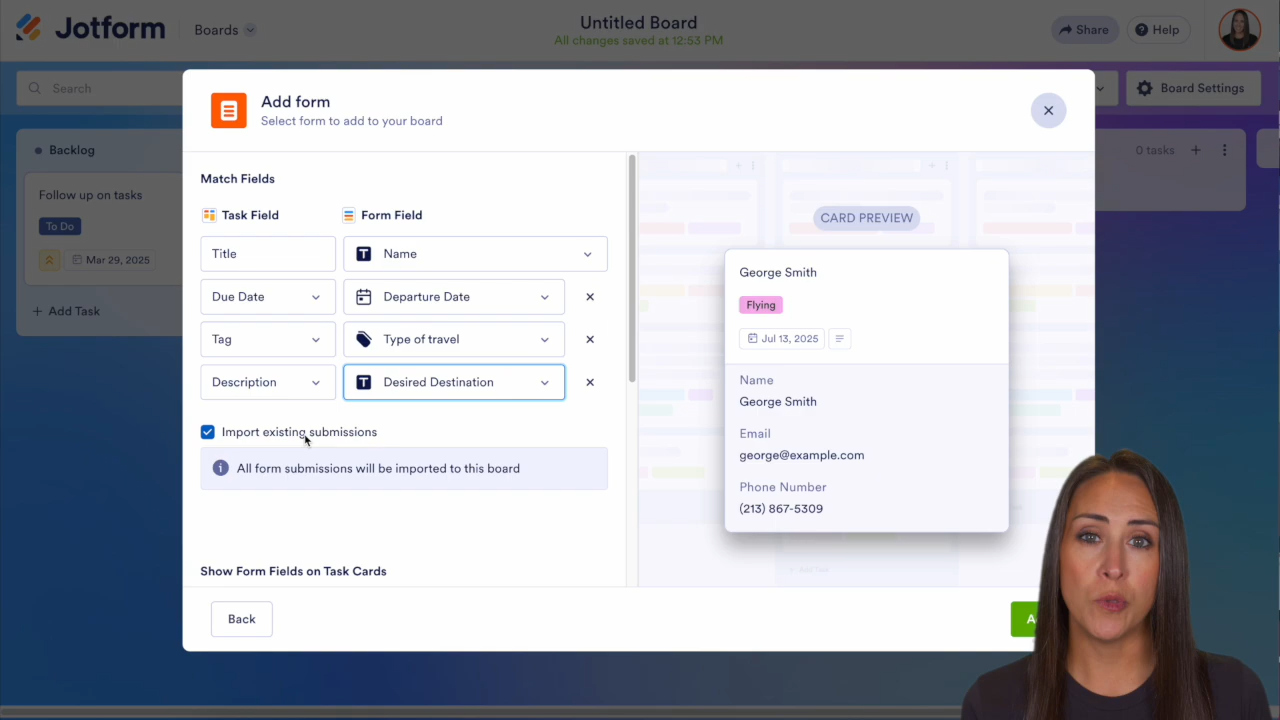 Jotform
Boards
Untitled Board
All changes saved at 12:53 PM
Share
Help
Search
Board Settings
Backlog
0 tasks
Follow up on tasks
To Do
Mar 29, 2025
+ Add Task
Add form
Select form to add to your board
Match Fields
Task Field
Form Field
Title
Name
Due Date
Departure Date
Tag
Type of travel
Description
Desired Destination
Import existing submissions
All form submissions will be imported to this board
Show Form Fields on Task Cards
Back
CARD PREVIEW
George Smith
Flying
Jul 13, 2025
Name
George Smith
Email
george@example.com
Phone Number
(213) 867-5309